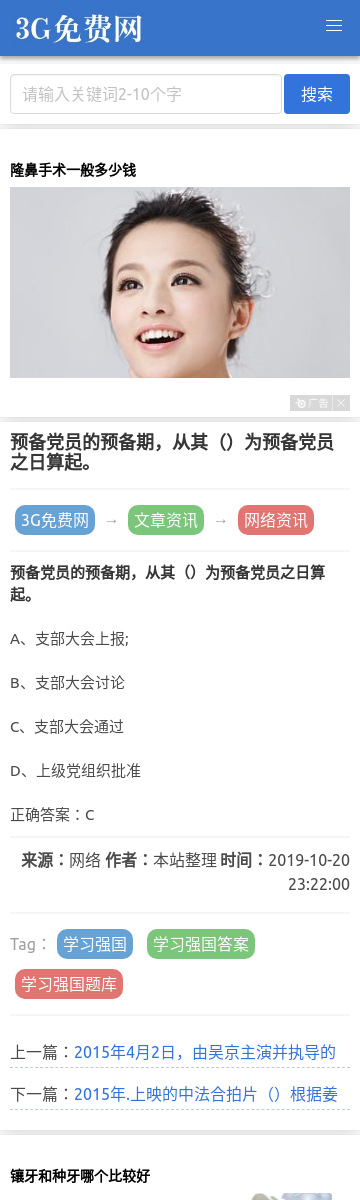 3G免费网
请输入关键词2-10个字
搜索
隆鼻手术一般多少钱
广告
预备党员的预备期，从其（）为预备党员
之日算起。
3G免费网 → 文章资讯 → 网络资讯
预备党员的预备期，从其（）为预备党员之日算
起。
A、支部大会上报;
B、支部大会讨论
C、支部大会通过
D、上级党组织批准
正确答案：C
来源：网络 作者：本站整理 时间：2019-10-20
23:22:00
Tag： 学习强国 学习强国答案
学习强国题库
上一篇：2015年4月2日，由吴京主演并执导的
下一篇：2015年.上映的中法合拍片（）根据姜
镶牙和种牙哪个比较好